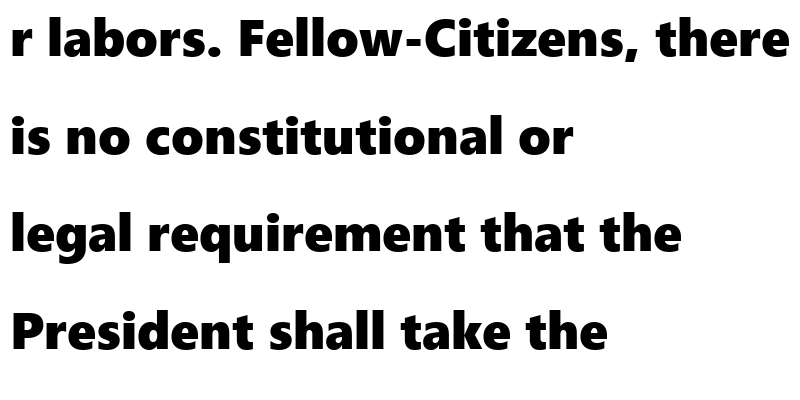 r labors. Fellow-Citizens, there
is no constitutional or
legal requirement that the
President shall take the